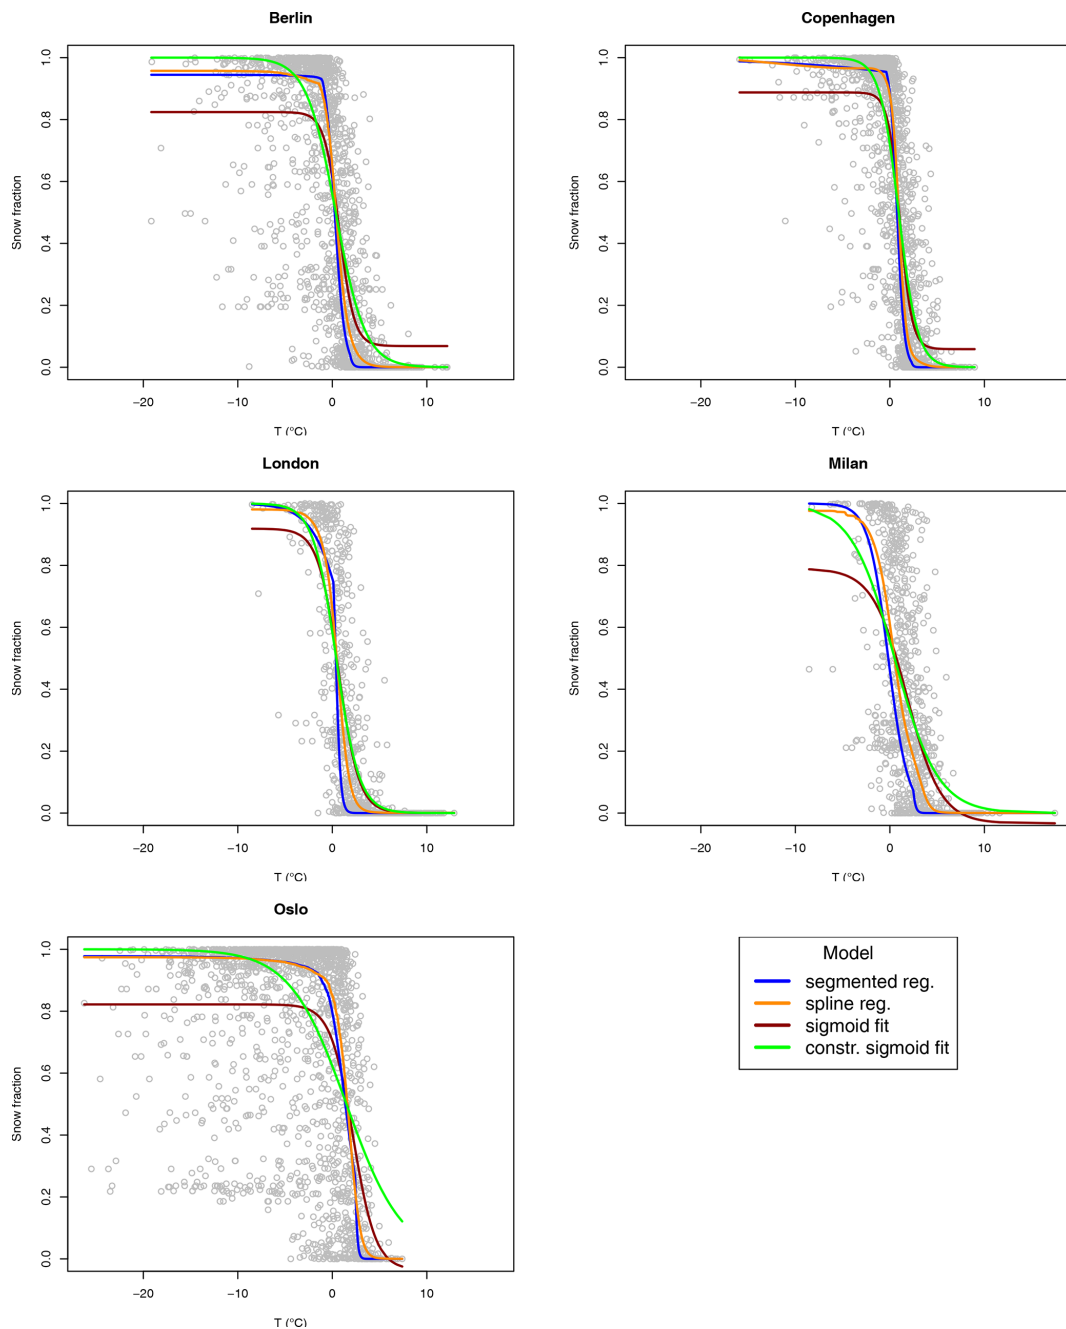 Berlin
Snow fraction
0.0 0.2 0.4 0.6 0.8 1.0
−20 −10 0 10
T (°C)
Copenhagen
Snow fraction
0.0 0.2 0.4 0.6 0.8 1.0
−20 −10 0 10
T (°C)
London
Snow fraction
0.0 0.2 0.4 0.6 0.8 1.0
−20 −10 0 10
T (°C)
Milan
Snow fraction
0.0 0.2 0.4 0.6 0.8 1.0
−20 −10 0 10
T (°C)
Oslo
Snow fraction
0.0 0.2 0.4 0.6 0.8 1.0
−20 −10 0 10
T (°C)
Model
segmented reg.
spline reg.
sigmoid fit
constr. sigmoid fit